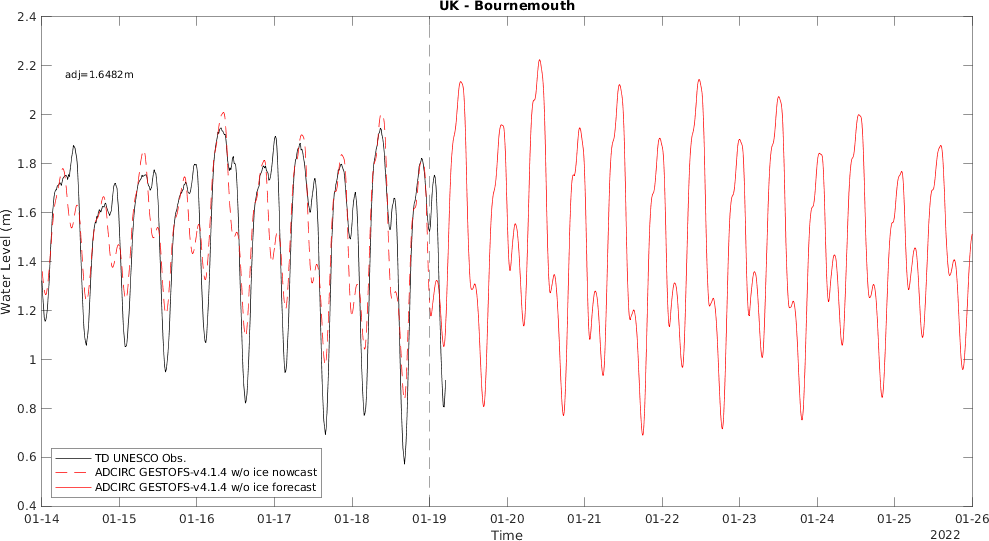 UK - Bournemouth
adj=1.6482m
Water Level (m)
2.4
2.2
2
1.8
1.6
1.4
1.2
1
0.8
0.6
0.4
TD UNESCO Obs.
ADCIRC GESTOFS-v4.1.4 w/o ice nowcast
ADCIRC GESTOFS-v4.1.4 w/o ice forecast
01-14 01-15 01-16 01-17 01-18 01-19 01-20 01-21 01-22 01-23 01-24 01-25 01-26
Time
2022